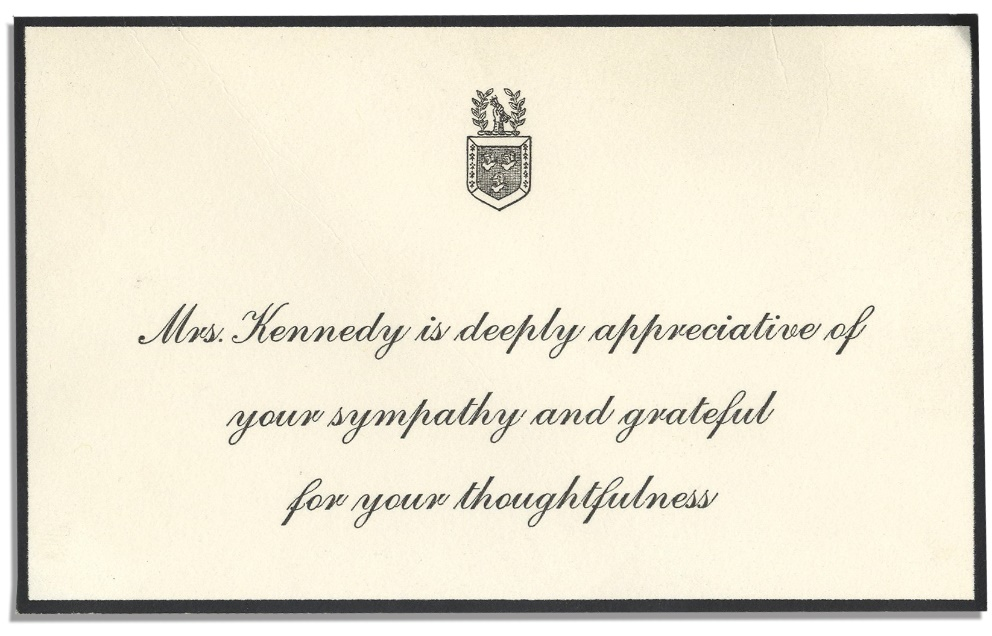 Mrs. Kennedy is deeply appreciative of
your sympathy and grateful
for your thoughtfulness